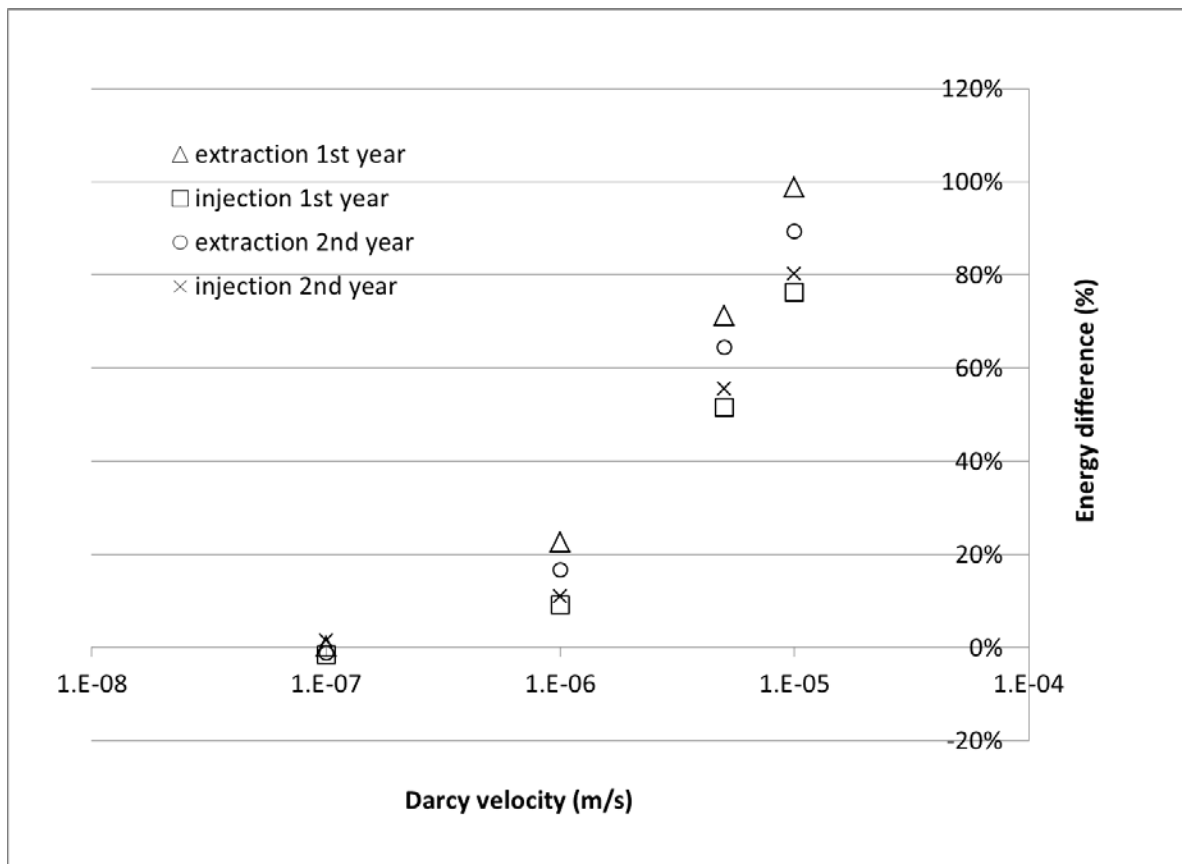 120%
extraction 1st year
100%
injection 1st year
extraction 2nd year
80%
injection 2nd year
60%
40%
20%
0%
1.E-08 1.E-07 1.E-06 1.E-05 1.E-04
-20%
Energy difference (%)
Darcy velocity (m/s)